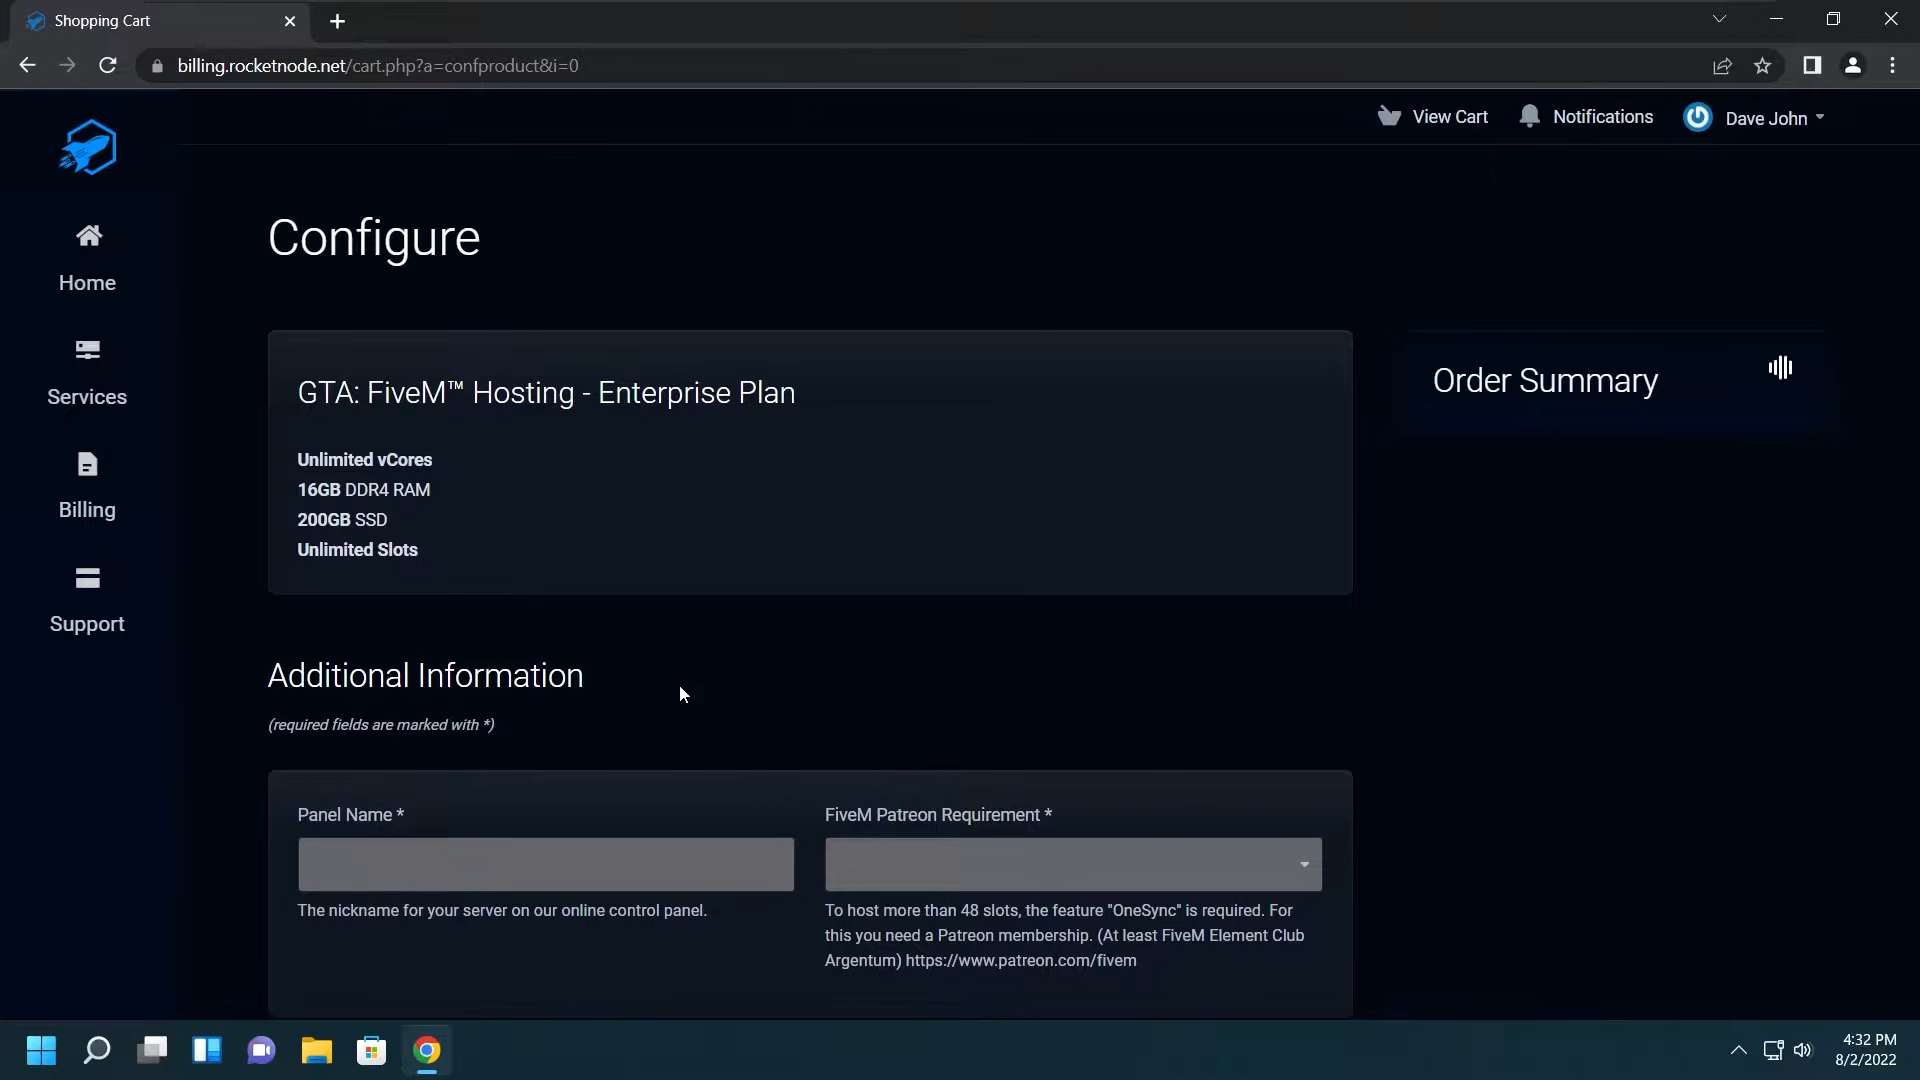 Shopping Cart
billing.rocketnode.net/cart.php?a=confproduct&i=0
View Cart
Notifications
Dave John
Home
Services
Billing
Support
Configure
GTA: FiveM™ Hosting - Enterprise Plan
Unlimited vCores
16GB DDR4 RAM
200GB SSD
Unlimited Slots
Order Summary
Additional Information
(required fields are marked with *)
Panel Name *
The nickname for your server on our online control panel.
FiveM Patreon Requirement *
To host more than 48 slots, the feature "OneSync" is required. For
this you need a Patreon membership. (At least FiveM Element Club
Argentum) https://www.patreon.com/fivem
4:32 PM
8/2/2022